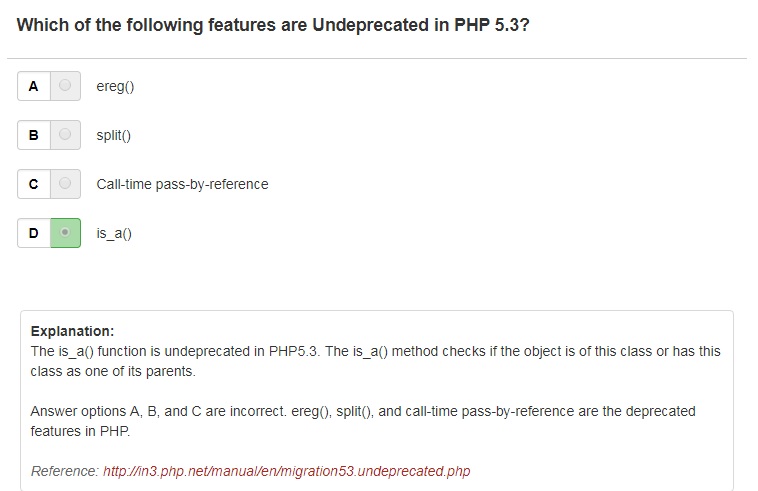 Which of the following features are Undeprecated in PHP 5.3?
A ereg()
B split()
C Call-time pass-by-reference
D is_a()
Explanation:
The is_a() function is undeprecated in PHP5.3. The is_a() method checks if the object is of this class or has this
class as one of its parents.
Answer options A, B, and C are incorrect. ereg(), split(), and call-time pass-by-reference are the deprecated
features in PHP.
Reference: http://in3.php.net/manual/en/migration53.undeprecated.php